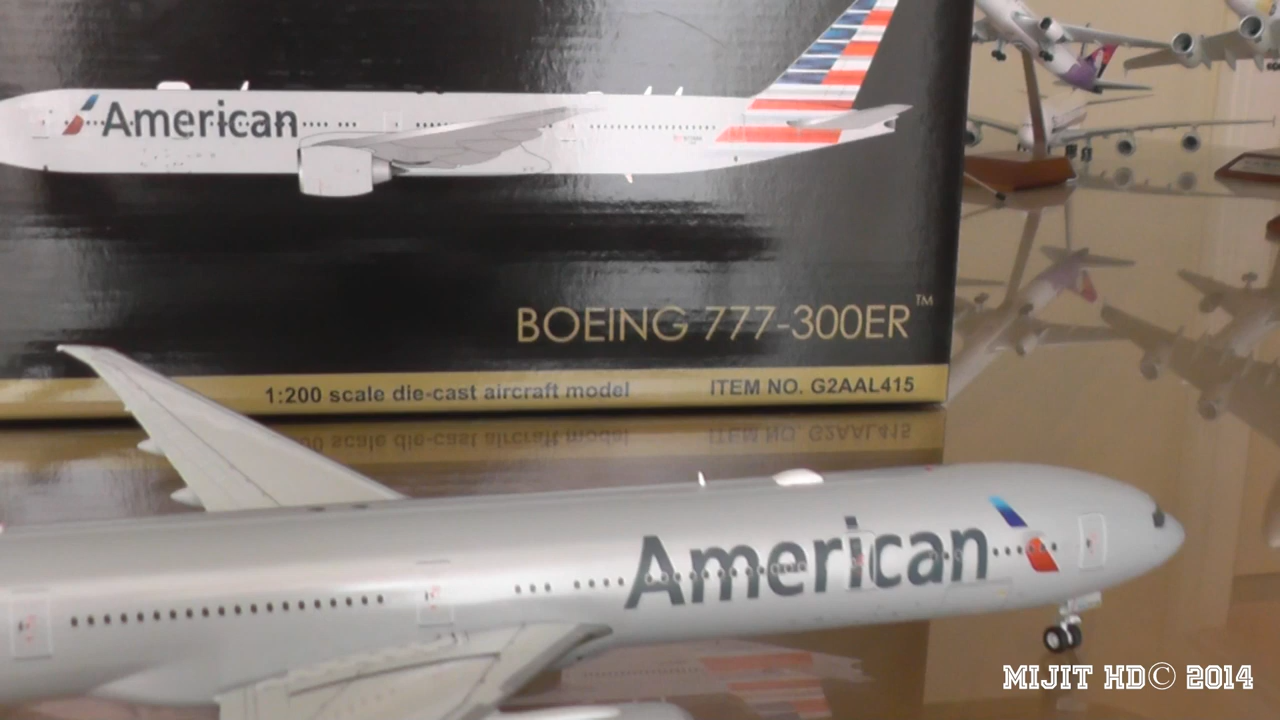 American
BOEING 777-300ER™
1:200 scale die-cast aircraft model ITEM NO. G2AAL415
American
MIJIT HD© 2014